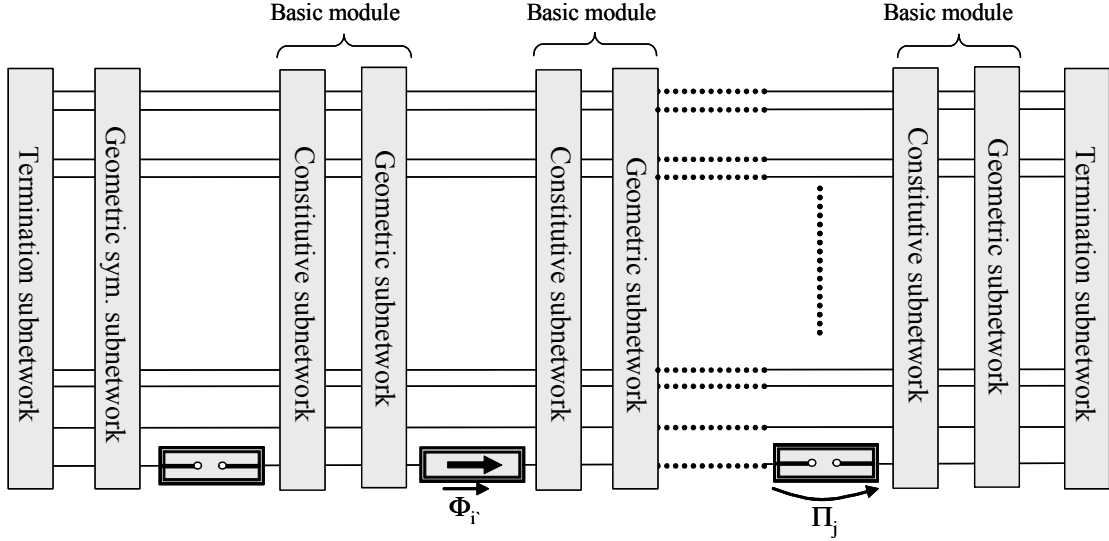 Basic module
Basic module
Basic module
Termination subnetwork
Geometric sym. subnetwork
Constitutive subnetwork
Geometric subnetwork
Constitutive subnetwork
Geometric subnetwork
Constitutive subnetwork
Geometric subnetwork
Termination subnetwork
Φi`
Πj